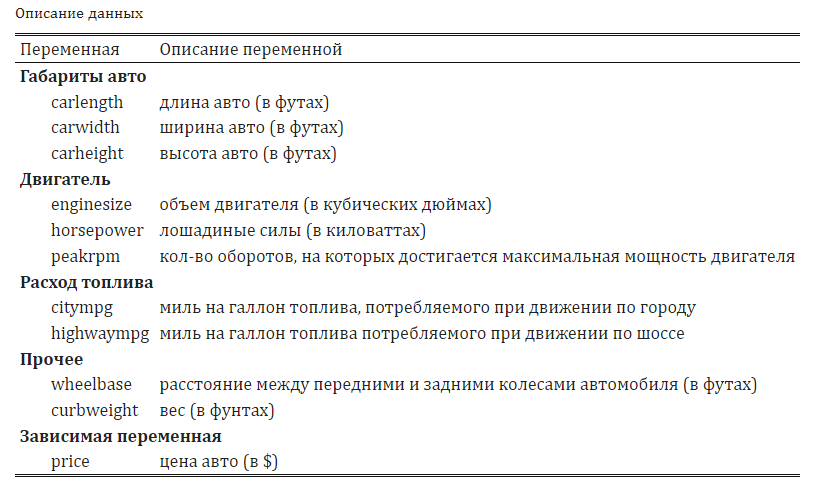 Описание данных
Переменная Описание переменной
Габариты авто
carlength длина авто (в футах)
carwidth ширина авто (в футах)
carheight высота авто (в футах)
Двигатель
enginesize объем двигателя (в кубических дюймах)
horsepower лошадиные силы (в киловаттах)
peakrpm кол-во оборотов, на которых достигается максимальная мощность двигателя
Расход топлива
citympg миль на галлон топлива, потребляемого при движении по городу
highwaympg миль на галлон топлива потребляемого при движении по шоссе
Прочее
wheelbase расстояние между передними и задними колесами автомобиля (в футах)
curbweight вес (в фунтах)
Зависимая переменная
price цена авто (в $)